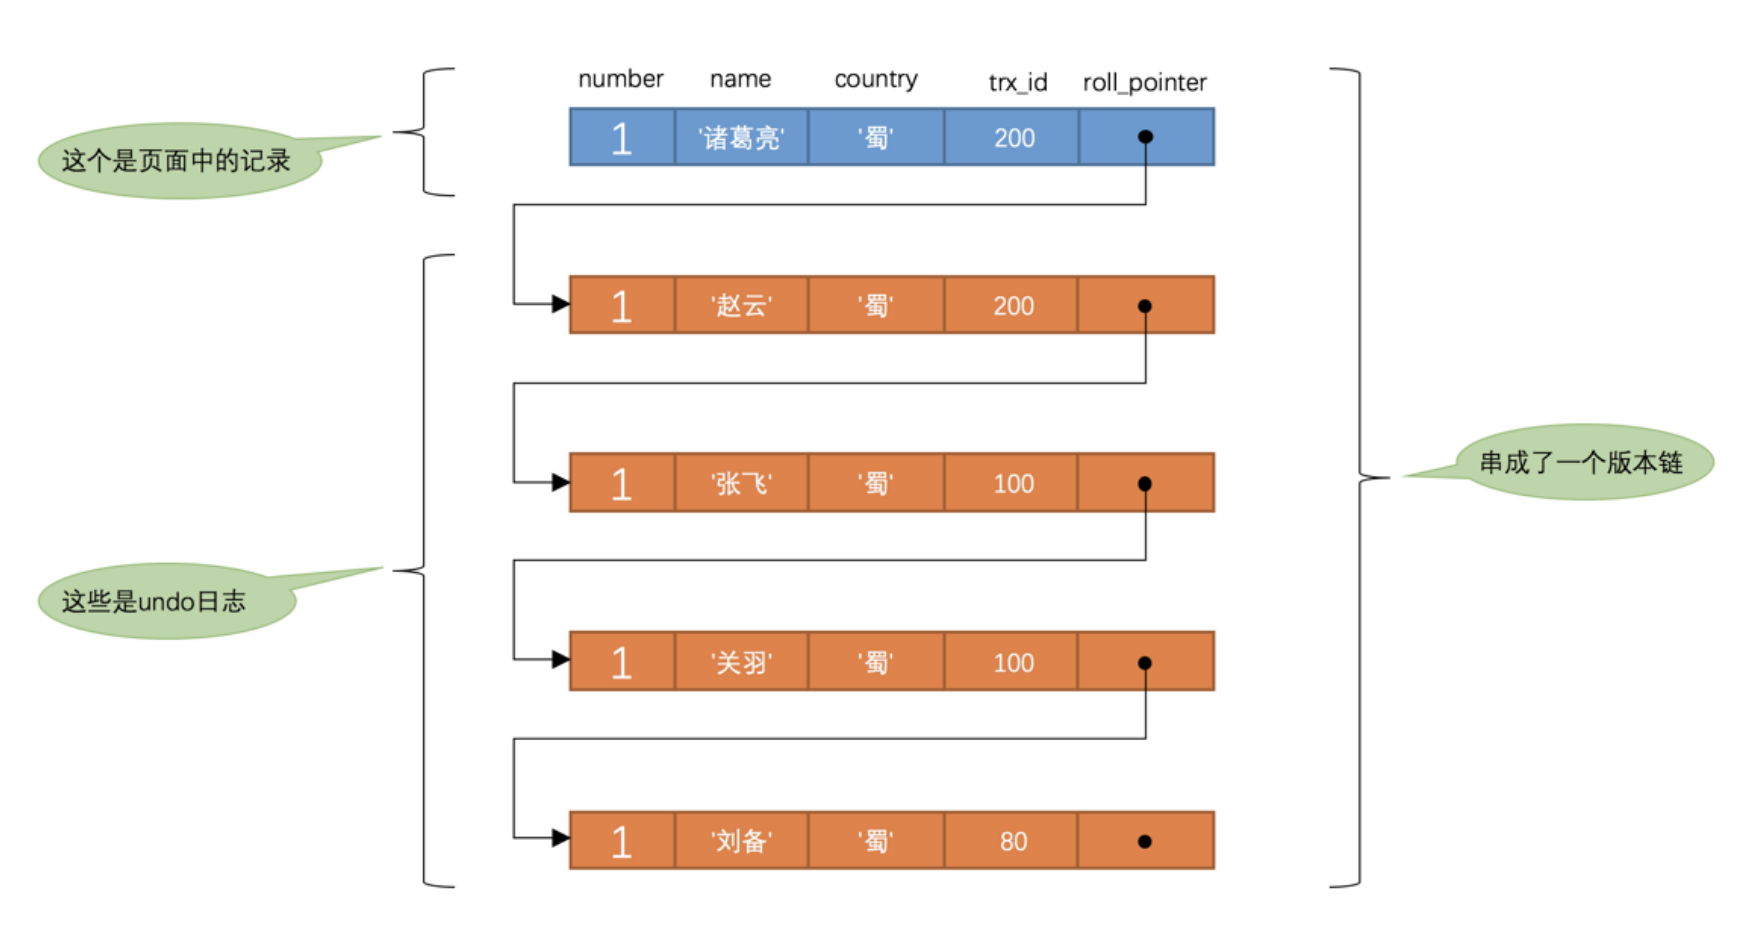 number name country trx_id roll_pointer
1 '诸葛亮' '蜀' 200
这个是页面中的记录
1 '赵云' '蜀' 200
1 '张飞' '蜀' 100
串成了一个版本链
这些是undo日志
1 '关羽' '蜀' 100
1 '刘备' '蜀' 80